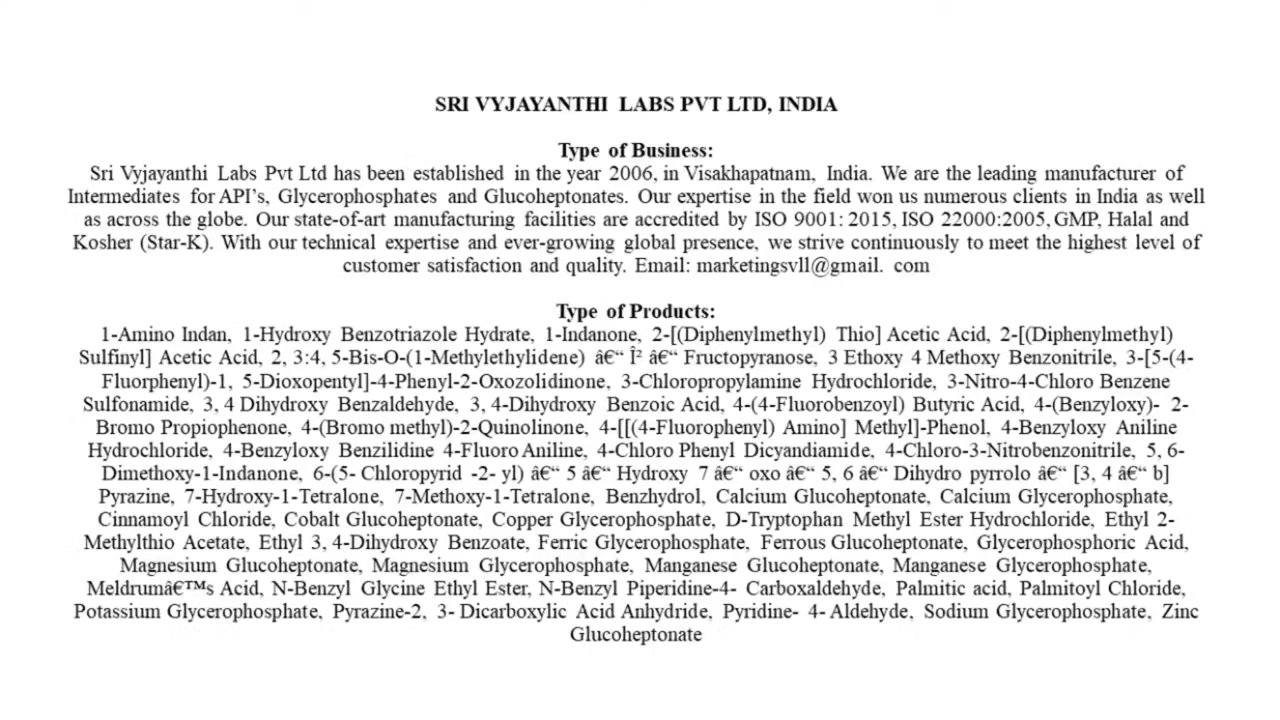 SRI VYJAYANTHI LABS PVT LTD, INDIA
Type of Business:
Sri Vyjayanthi Labs Pvt Ltd has been established in the year 2006, in Visakhapatnam, India. We are the leading manufacturer of
Intermediates for API's, Glycerophosphates and Glucoheptonates. Our expertise in the field won us numerous clients in India as well
as across the globe. Our state-of-art manufacturing facilities are accredited by ISO 9001: 2015, ISO 22000:2005, GMP, Halal and
Kosher (Star-K). With our technical expertise and ever-growing global presence, we strive continuously to meet the highest level of
customer satisfaction and quality. Email: marketingsvll@gmail. com
Type of Products:
1-Amino Indan, 1-Hydroxy Benzotriazole Hydrate, 1-Indanone, 2-[(Diphenylmethyl) Thio] Acetic Acid, 2-[(Diphenylmethyl)
Sulfinyl] Acetic Acid, 2, 3:4, 5-Bis-O-(1-Methylethylidene) â€“ Î² â€“ Fructopyranose, 3 Ethoxy 4 Methoxy Benzonitrile, 3-[5-(4-
Fluorphenyl)-1, 5-Dioxopentyl]-4-Phenyl-2-Oxozolidinone, 3-Chloropropylamine Hydrochloride, 3-Nitro-4-Chloro Benzene
Sulfonamide, 3, 4 Dihydroxy Benzaldehyde, 3, 4-Dihydroxy Benzoic Acid, 4-(4-Fluorobenzoyl) Butyric Acid, 4-(Benzyloxy)- 2-
Bromo Propiophenone, 4-(Bromo methyl)-2-Quinolinone, 4-[[(4-Fluorophenyl) Amino] Methyl]-Phenol, 4-Benzyloxy Aniline
Hydrochloride, 4-Benzyloxy Benzilidine 4-Fluoro Aniline, 4-Chloro Phenyl Dicyandiamide, 4-Chloro-3-Nitrobenzonitrile, 5, 6-
Dimethoxy-1-Indanone, 6-(5- Chloropyrid -2- yl) â€“ 5 â€“ Hydroxy 7 â€“ oxo â€“ 5, 6 â€“ Dihydro pyrrolo â€“ [3, 4 â€“ b]
Pyrazine, 7-Hydroxy-1-Tetralone, 7-Methoxy-1-Tetralone, Benzhydrol, Calcium Glucoheptonate, Calcium Glycerophosphate,
Cinnamoyl Chloride, Cobalt Glucoheptonate, Copper Glycerophosphate, D-Tryptophan Methyl Ester Hydrochloride, Ethyl 2-
Methylthio Acetate, Ethyl 3, 4-Dihydroxy Benzoate, Ferric Glycerophosphate, Ferrous Glucoheptonate, Glycerophosphoric Acid,
Magnesium Glucoheptonate, Magnesium Glycerophosphate, Manganese Glucoheptonate, Manganese Glycerophosphate,
Meldrumâ€™s Acid, N-Benzyl Glycine Ethyl Ester, N-Benzyl Piperidine-4- Carboxaldehyde, Palmitic acid, Palmitoyl Chloride,
Potassium Glycerophosphate, Pyrazine-2, 3- Dicarboxylic Acid Anhydride, Pyridine- 4- Aldehyde, Sodium Glycerophosphate, Zinc
Glucoheptonate